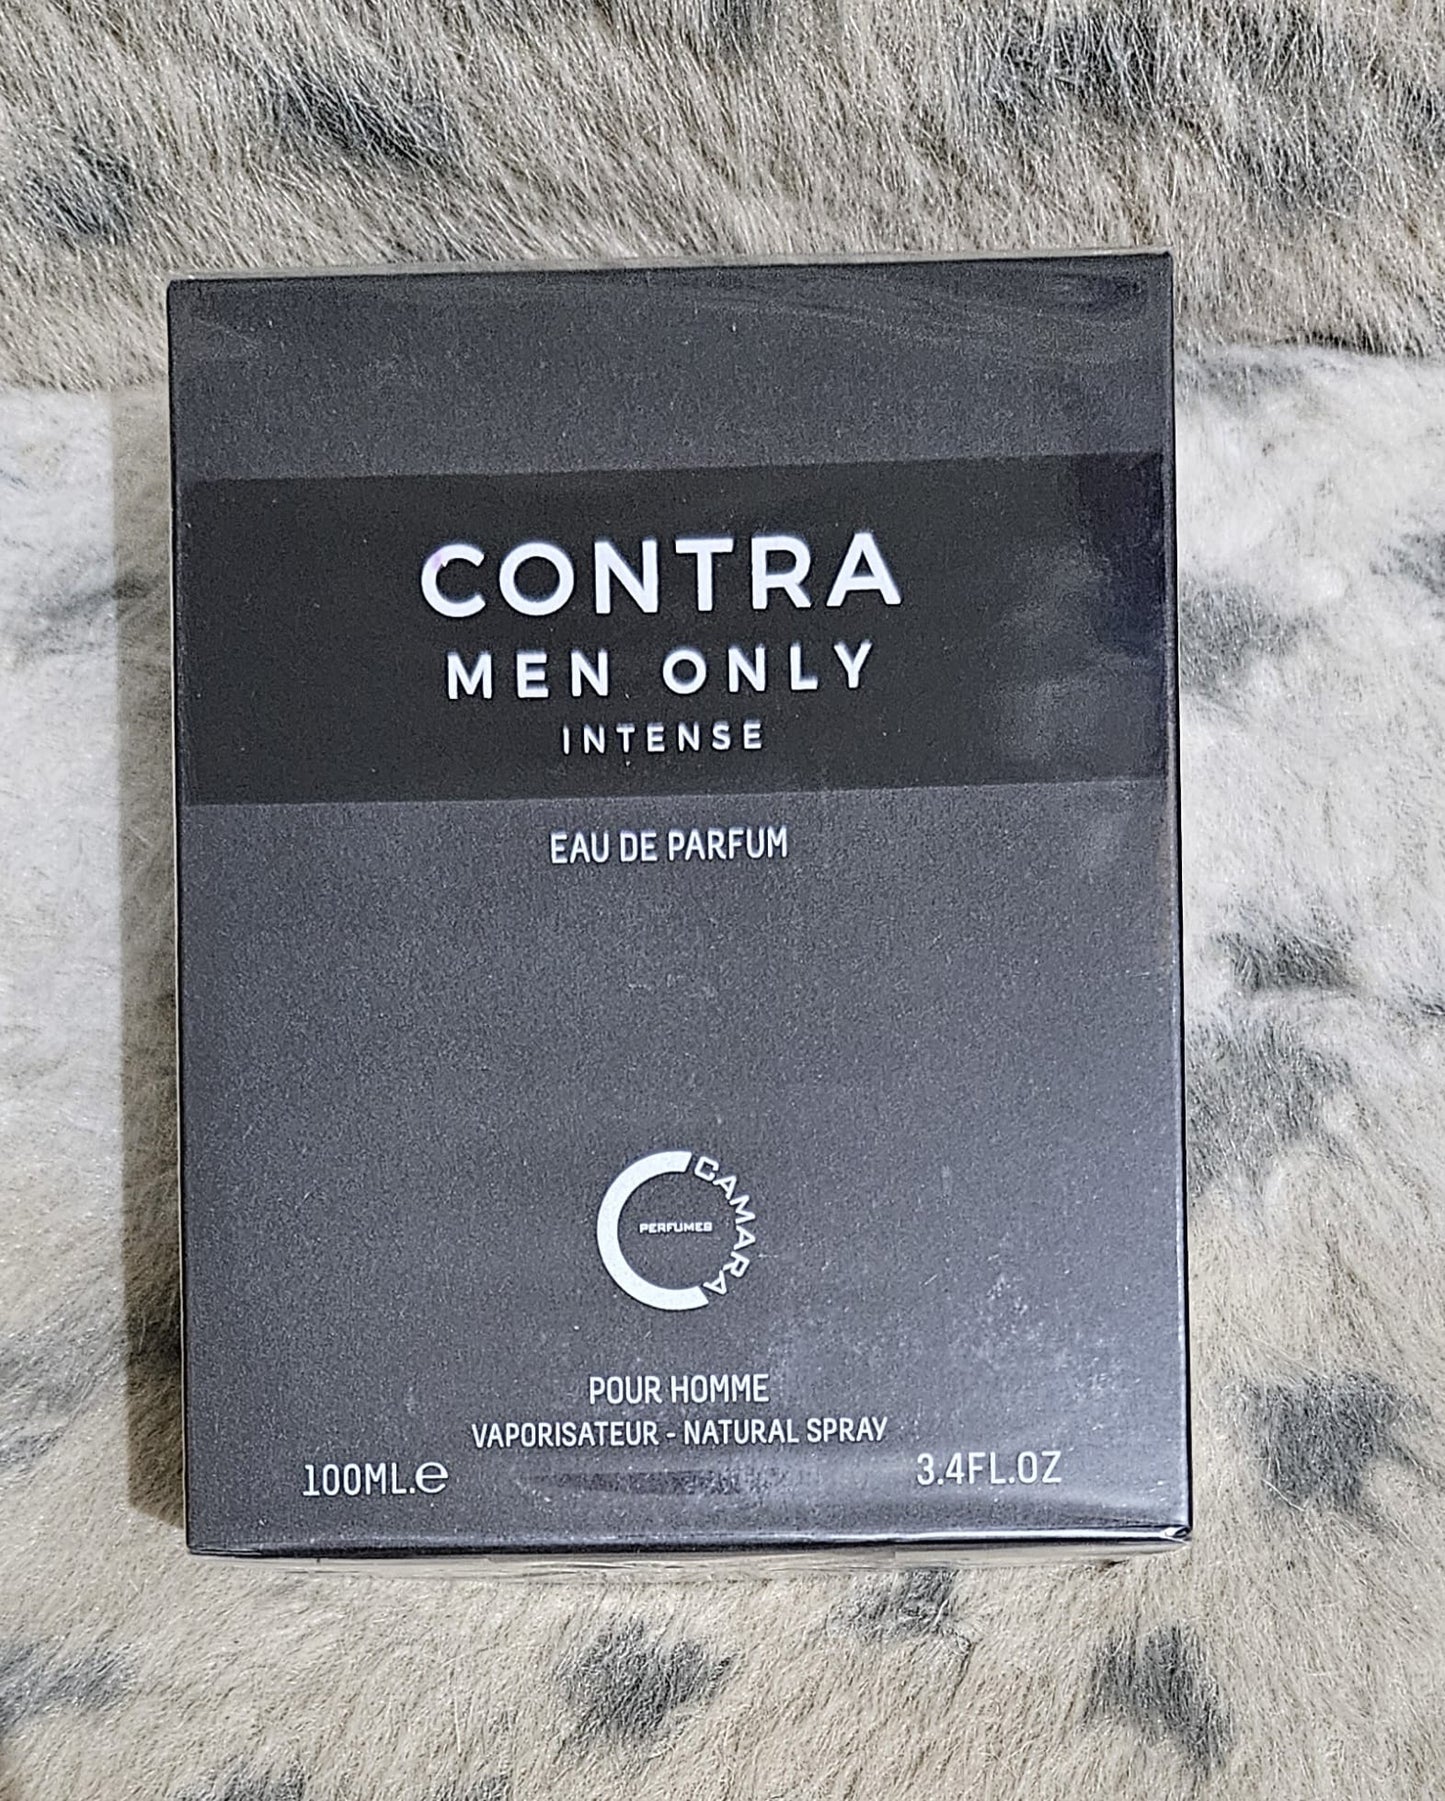 CONTRA
MEN ONLY
INTENSE
EAU DE PARFUM
CAMARA
PERFUMES
POUR HOMME
VAPORISATEUR - NATURAL SPRAY
100ML.e
3.4FL.OZ